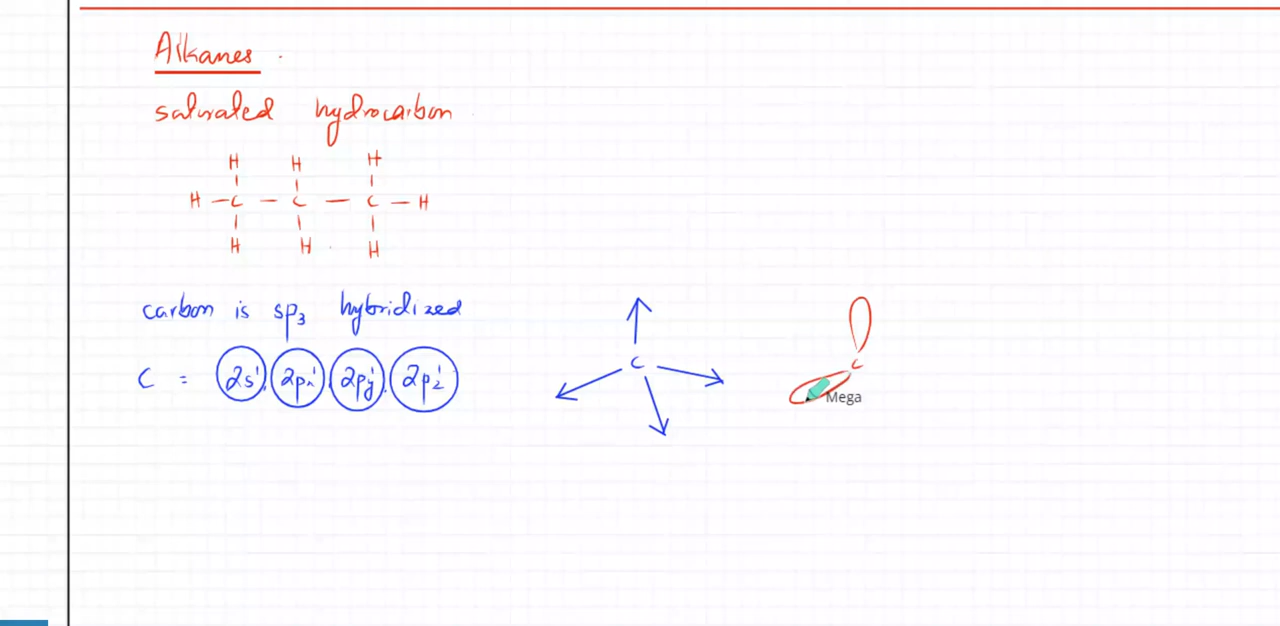 Alkanes
saturated hydrocarbon
H H H
H - C - C - C - H
H H H
carbon is sp₃ hybridized
C = 2s¹, 2px¹, 2py¹, 2pz¹
C
C
Mega